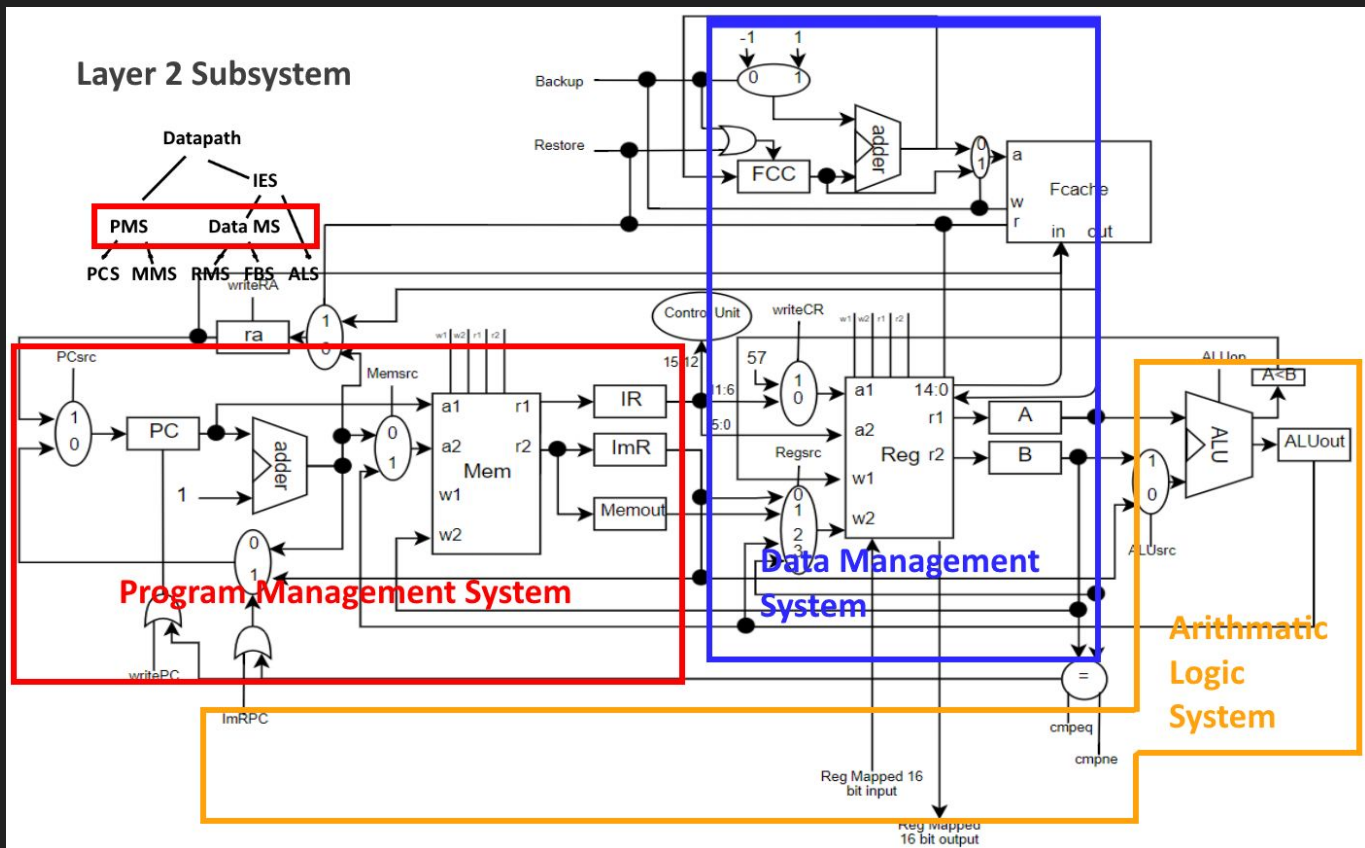 Layer 2 Subsystem
Datapath
IES
PMS
Data MS
PCS
MMS
RMS
FBS
ALS
Backup
Restore
-1
1
0
1
adder
FCC
0
1
a
Fcache
w
r
in
out
writeRA
ra
1
0
Control Unit
15:12
11:6
5:0
writeCR
57
1
0
w1
w2
r1
r2
a1
14:0
r1
a2
Reg
r2
w1
w2
A
B
Regsrc
0
1
2
3
PCsrc
1
0
PC
adder
1
Memsrc
0
1
w1
w2
r1
r2
a1
r1
a2
r2
Mem
w1
w2
IR
ImR
Memout
0
1
writePC
ImRPC
ALUop
A<B
ALU
ALUout
1
0
ALUsrc
=
cmpeq
cmpne
Program Management System
Data Management
System
Arithmatic
Logic
System
Reg Mapped 16
bit input
Reg Mapped
16 bit output